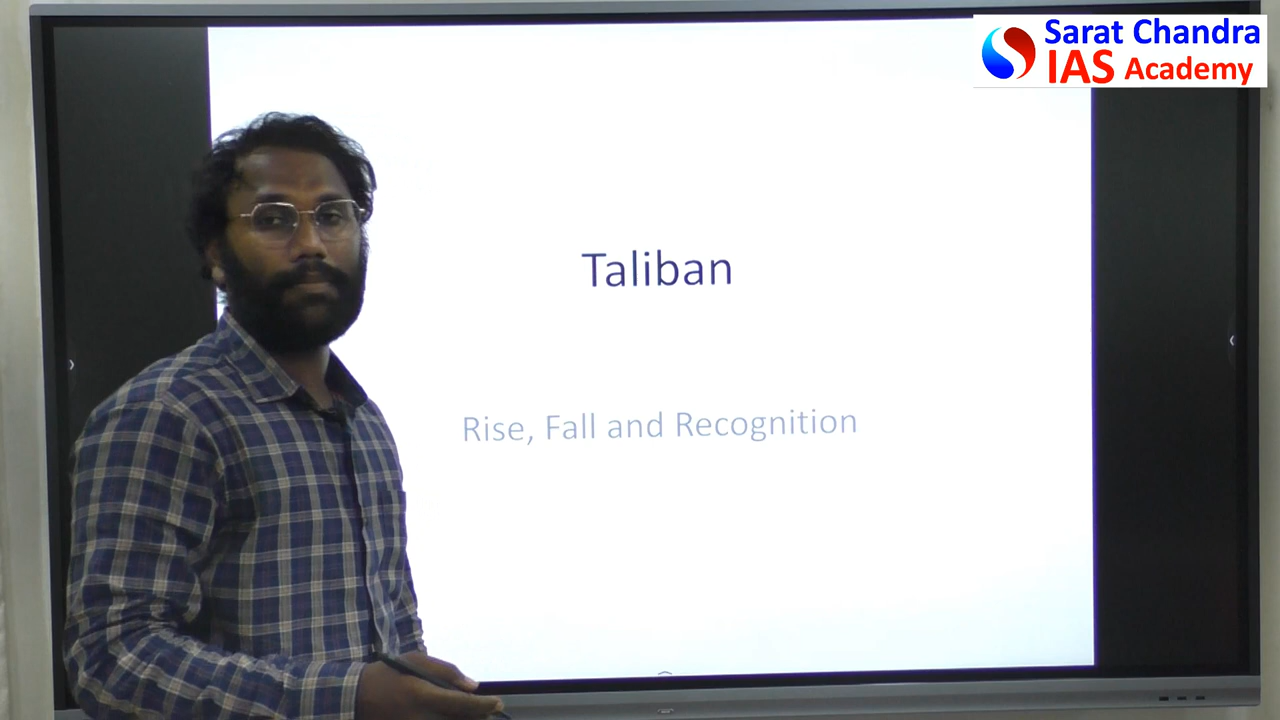 Sarat Chandra
IAS Academy
Taliban
Rise, Fall and Recognition